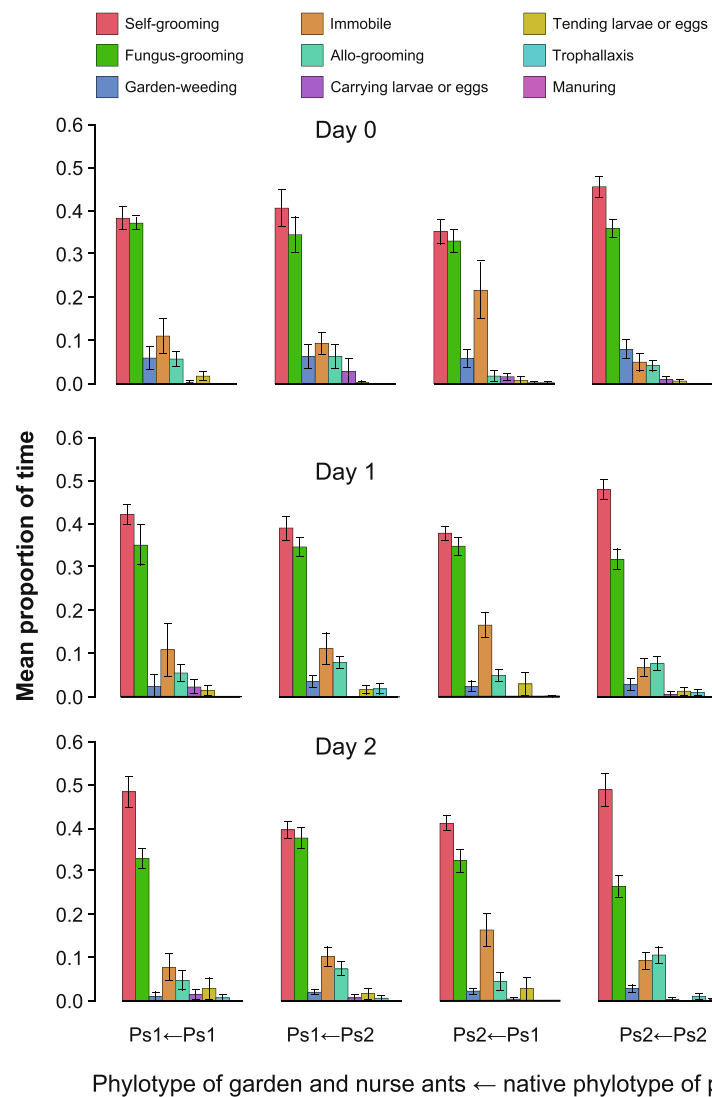 Self-grooming Immobile Tending larvae or eggs
Fungus-grooming Allo-grooming Trophallaxis
Garden-weeding Carrying larvae or eggs Manuring
Day 0
0.6
0.5
0.4
0.3
0.2
0.1
0.0
Mean proportion of time
Day 1
0.6
0.5
0.4
0.3
0.2
0.1
0.0
Day 2
0.6
0.5
0.4
0.3
0.2
0.1
0.0
Ps1←Ps1 Ps1←Ps2 Ps2←Ps1 Ps2←Ps2
Phylotype of garden and nurse ants ← native phylotype of p